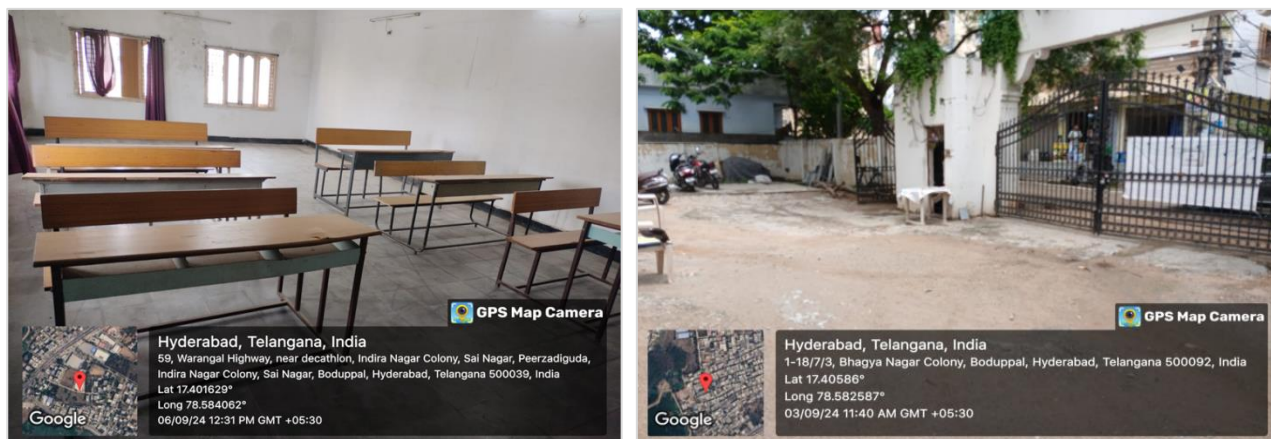 GPS Map Camera
Hyderabad, Telangana, India
59, Warangal Highway, near decathlon, Indira Nagar Colony, Sai Nagar, Peerzadiguda,
Indira Nagar Colony, Sai Nagar, Boduppal, Hyderabad, Telangana 500039, India
Lat 17.401629°
Long 78.584062°
06/09/24 12:31 PM GMT +05:30
Google
GPS Map Camera
Hyderabad, Telangana, India
1-18/7/3, Bhagya Nagar Colony, Boduppal, Hyderabad, Telangana 500092, India
Lat 17.40586°
Long 78.582587°
03/09/24 11:40 AM GMT +05:30
Google